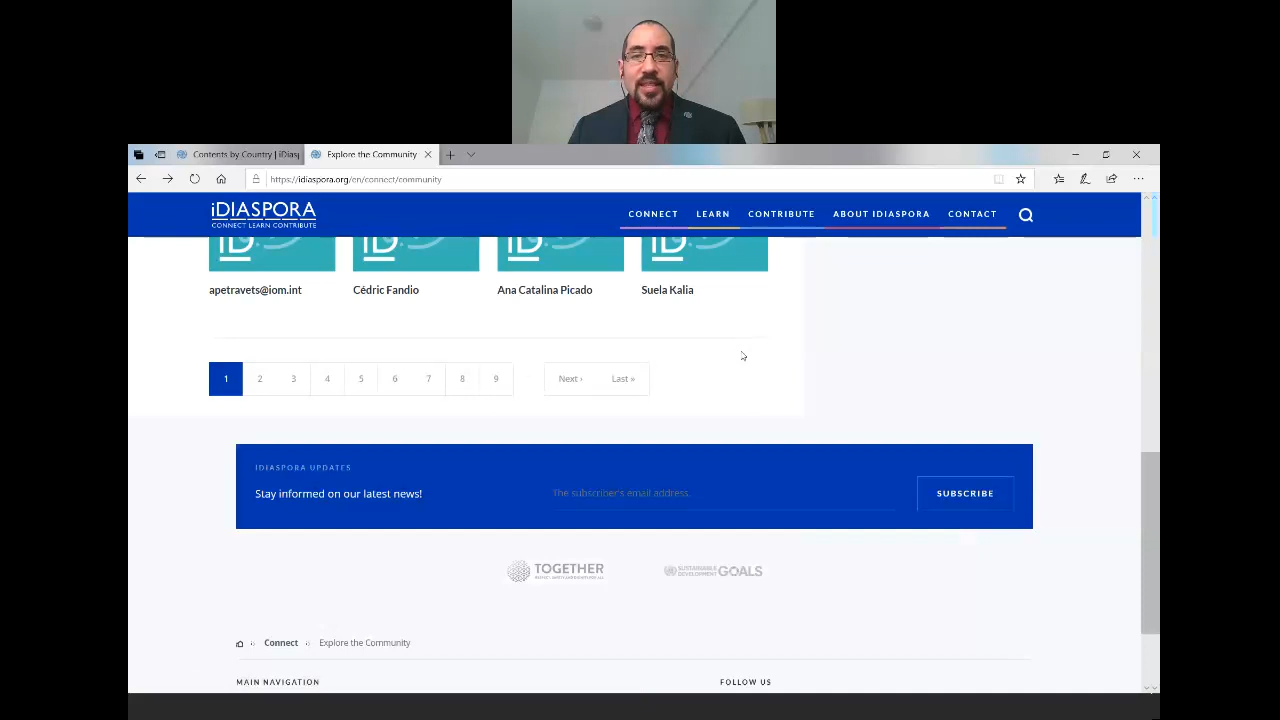 Contents by Country | iDiasp
Explore the Community
https://idiaspora.org/en/connect/community
iDIASPORA
CONNECT LEARN CONTRIBUTE
CONNECT LEARN CONTRIBUTE ABOUT IDIASPORA CONTACT
apetravets@iom.int Cédric Fandio Ana Catalina Picado Suela Kalia
1 2 3 4 5 6 7 8 9 Next › Last »
IDIASPORA UPDATES
Stay informed on our latest news! The subscriber's email address. SUBSCRIBE
TOGETHER
SUSTAINABLE DEVELOPMENT GOALS
Connect Explore the Community
MAIN NAVIGATION FOLLOW US